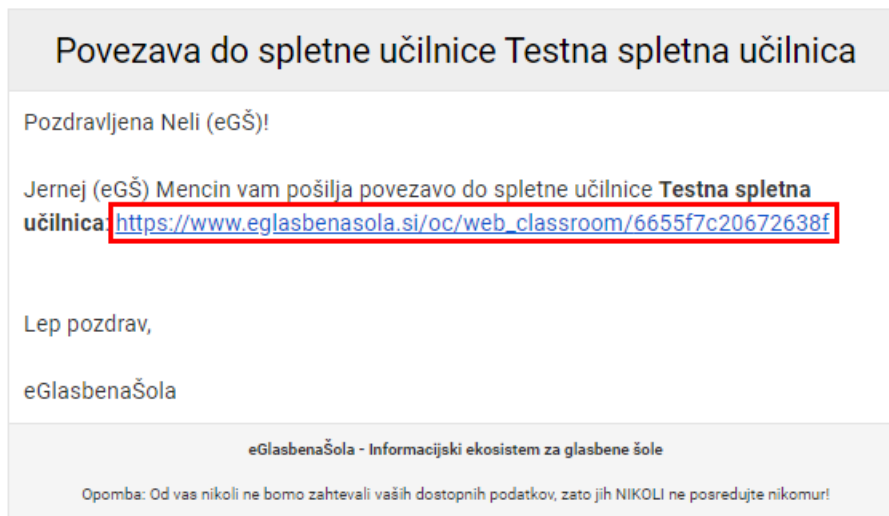 Povezava do spletne učilnice Testna spletna učilnica
Pozdravljena Neli (eGŠ)!
Jernej (eGŠ) Mencin vam pošilja povezavo do spletne učilnice Testna spletna
učilnica: https://www.eglasbenasola.si/oc/web_classroom/6655f7c20672638f
Lep pozdrav,
eGlasbenaŠola
eGlasbenaŠola - Informacijski ekosistem za glasbene šole
Opomba: Od vas nikoli ne bomo zahtevali vaših dostopnih podatkov, zato jih NIKOLI ne posredujte nikomur!